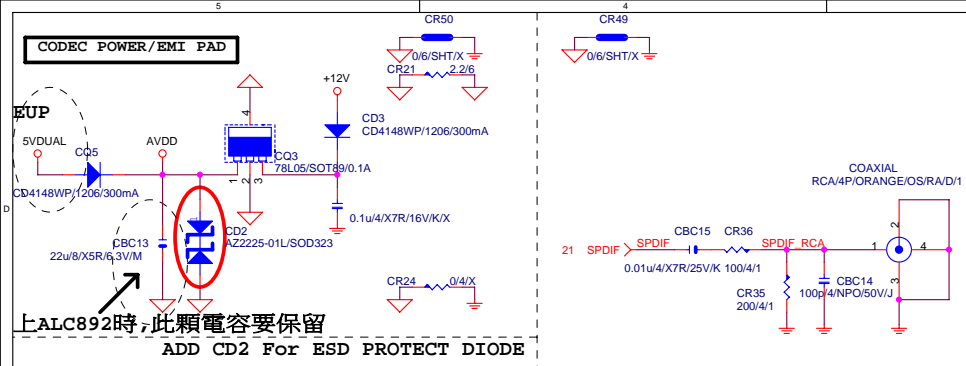 5
4
CODEC POWER/EMI PAD
CR50
0/6/SHT/X
CR49
0/6/SHT/X
CR21
2.2/6
+12V
EUP
5VDUAL
CQ5
CD4148WP/1206/300mA
AVDD
4
CQ3
78L05/SOT89/0.1A
1
2
3
CD3
CD4148WP/1206/300mA
0.1u/4/X7R/16V/K/X
D
CBC13
22u/8/X5R/6.3V/M
CD2
AZ2225-01L/SOD323
CR24
0/4/X
上ALC892時,此顆電容要保留
ADD CD2 For ESD PROTECT DIODE
COAXIAL
RCA/4P/ORANGE/OS/RA/D/1
21
SPDIF
SPDIF
CBC15
0.01u/4/X7R/25V/K
CR36
100/4/1
SPDIF_RCA
1
2
3
4
CR35
200/4/1
CBC14
100p/4/NPO/50V/J